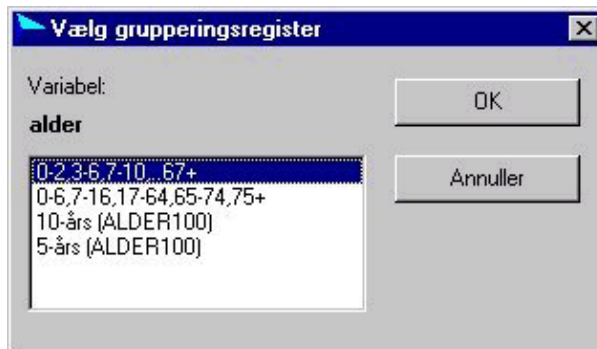 Vælg grupperingsregister
Variabel:
alder
OK
Annuller
0-2,3-6,7-10...67+
0-6,7-16,17-64,65-74,75+
10-års (ALDER100)
5-års (ALDER100)